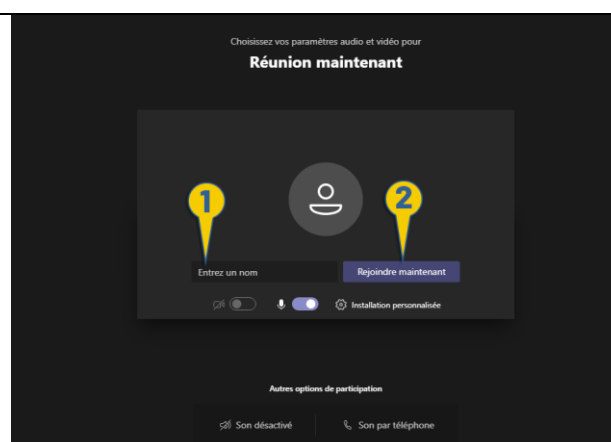 Choisissez vos paramètres audio et vidéo pour
Réunion maintenant
1
2
Entrez un nom
Rejoindre maintenant
Installation personnalisée
Autres options de participation
Son désactivé
Son par téléphone